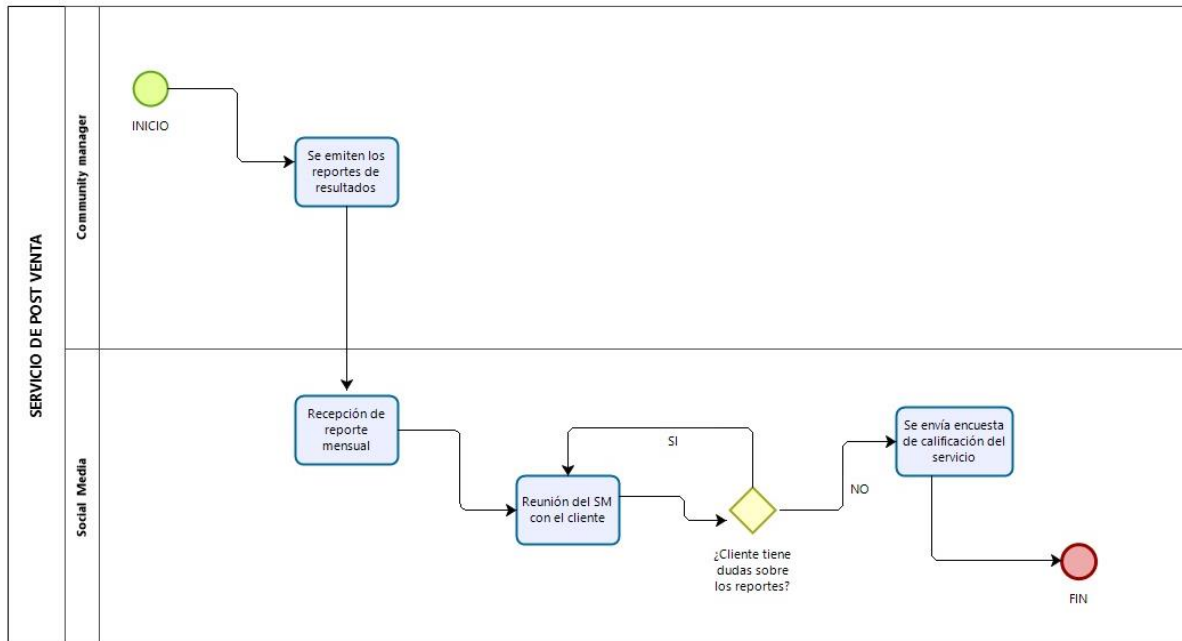 SERVICIO DE POST VENTA
Community manager
INICIO
Se emiten los
reportes de
resultados
Social Media
Recepción de
reporte
mensual
Reunión del SM
con el cliente
SI
¿Cliente tiene
dudas sobre
los reportes?
NO
Se envía encuesta
de calificación del
servicio
FIN